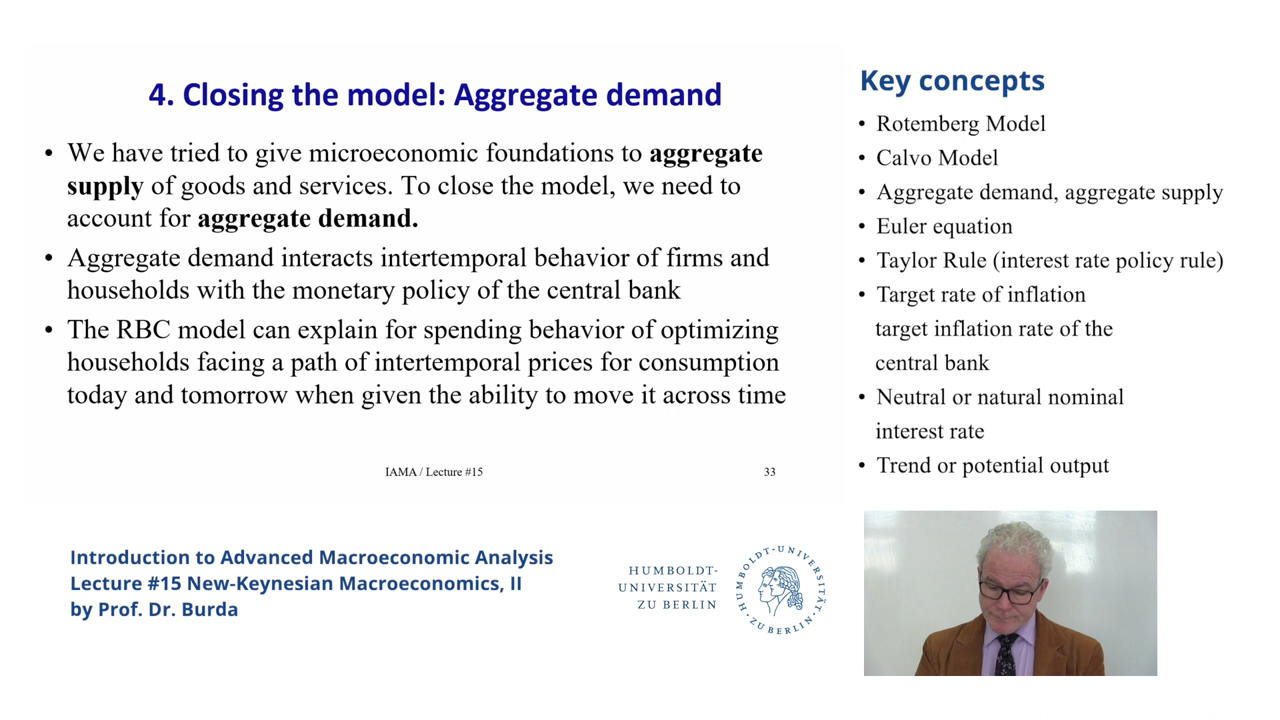 4. Closing the model: Aggregate demand
• We have tried to give microeconomic foundations to aggregate
supply of goods and services. To close the model, we need to
account for aggregate demand.
• Aggregate demand interacts intertemporal behavior of firms and
households with the monetary policy of the central bank
• The RBC model can explain for spending behavior of optimizing
households facing a path of intertemporal prices for consumption
today and tomorrow when given the ability to move it across time
IAMA / Lecture #15
33
Key concepts
• Rotemberg Model
• Calvo Model
• Aggregate demand, aggregate supply
• Euler equation
• Taylor Rule (interest rate policy rule)
• Target rate of inflation
target inflation rate of the
central bank
• Neutral or natural nominal
interest rate
• Trend or potential output
Introduction to Advanced Macroeconomic Analysis
Lecture #15 New-Keynesian Macroeconomics, II
by Prof. Dr. Burda
HUMBOLDT-
UNIVERSITÄT
ZU BERLIN
HUMBOLDT-UNIVERSITÄT
ZU BERLIN